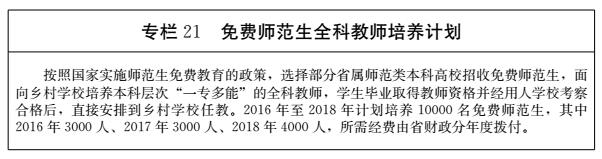 专栏 21 免费师范生全科教师培养计划
按照国家实施师范生免费教育的政策，选择部分省属师范类本科高校招收免费师范生，面
向乡村学校培养本科层次“一专多能”的全科教师，学生毕业取得教师资格并经用人学校考察
合格后，直接安排到乡村学校任教。2016 年至 2018 年计划培养 10000 名免费师范生，其中
2016 年 3000 人、2017 年 3000 人、2018 年 4000 人，所需经费由省财政分年度拨付。